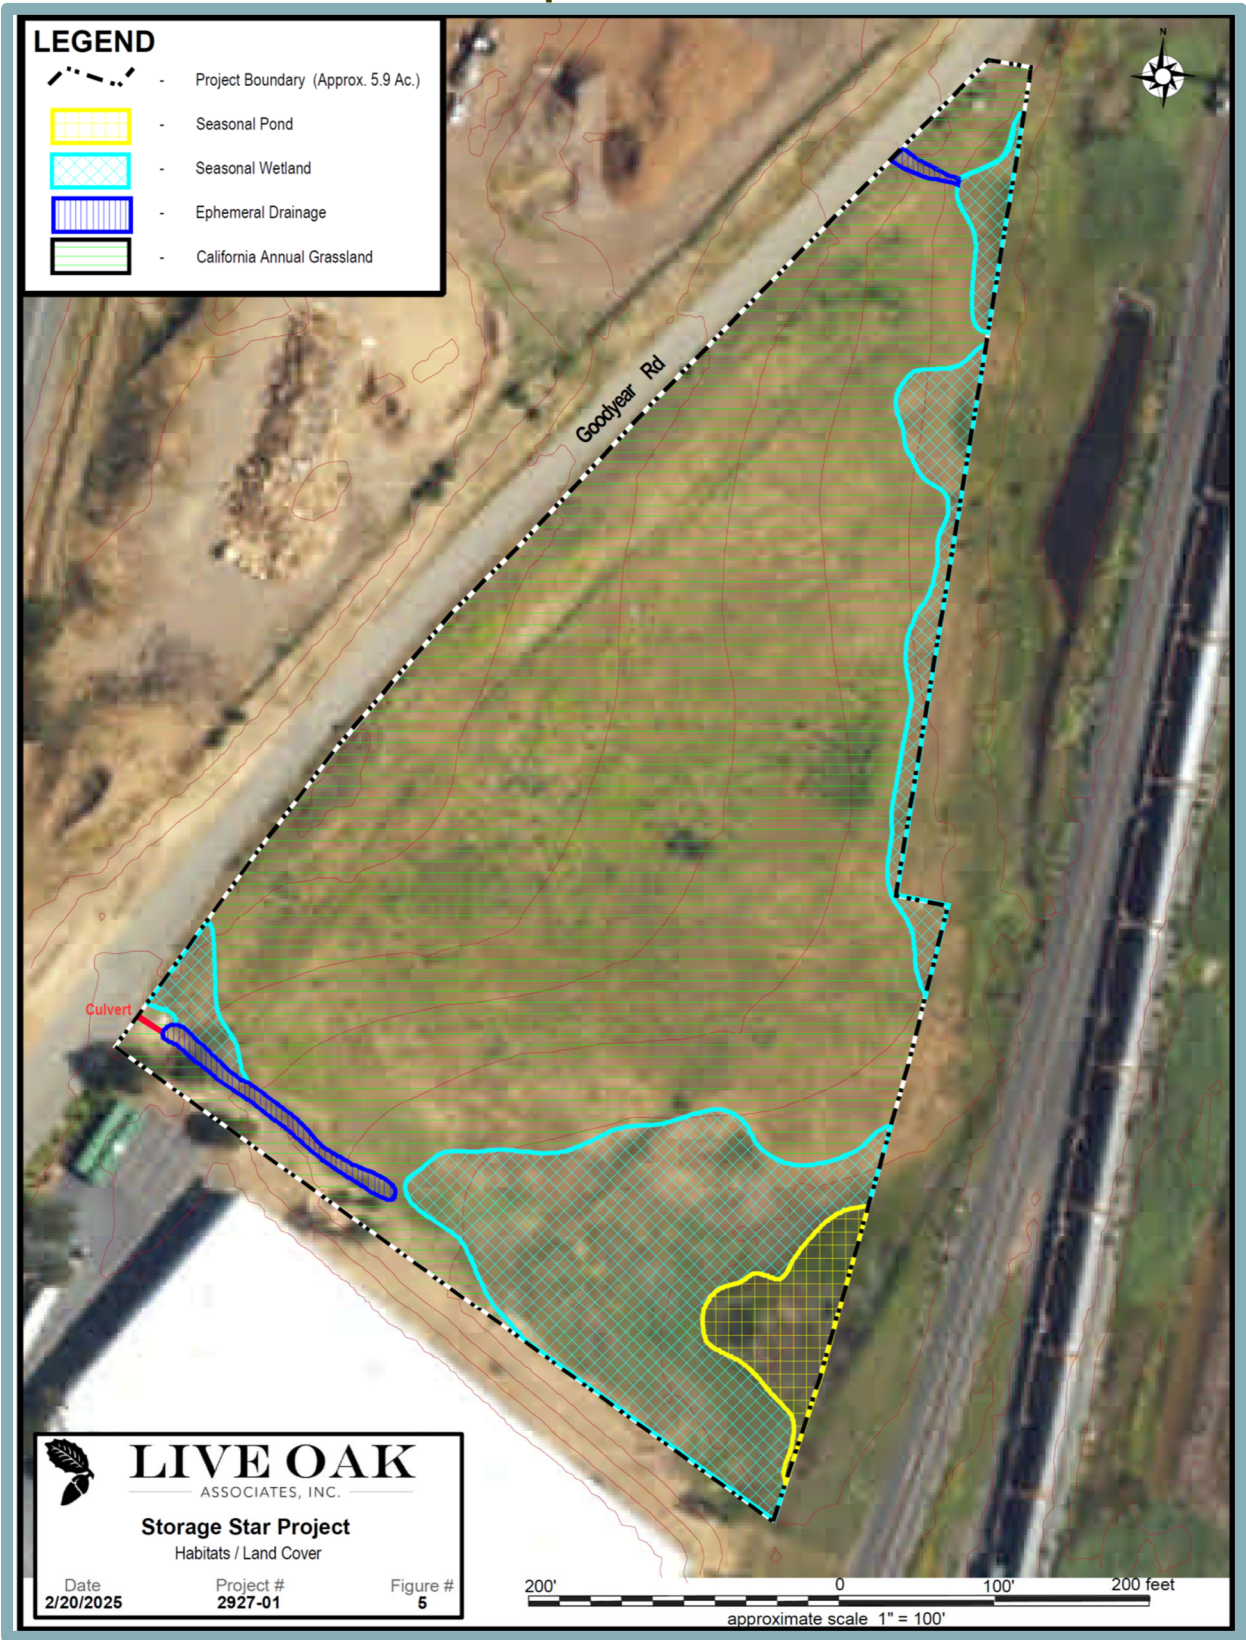 LEGEND
- Project Boundary (Approx. 5.9 Ac.)
- Seasonal Pond
- Seasonal Wetland
- Ephemeral Drainage
- California Annual Grassland
N
Goodyear Rd
Culvert
LIVE OAK
ASSOCIATES, INC.
Storage Star Project
Habitats / Land Cover
Date Project # Figure #
2/20/2025 2927-01 5
200' 0 100' 200 feet
approximate scale 1" = 100'